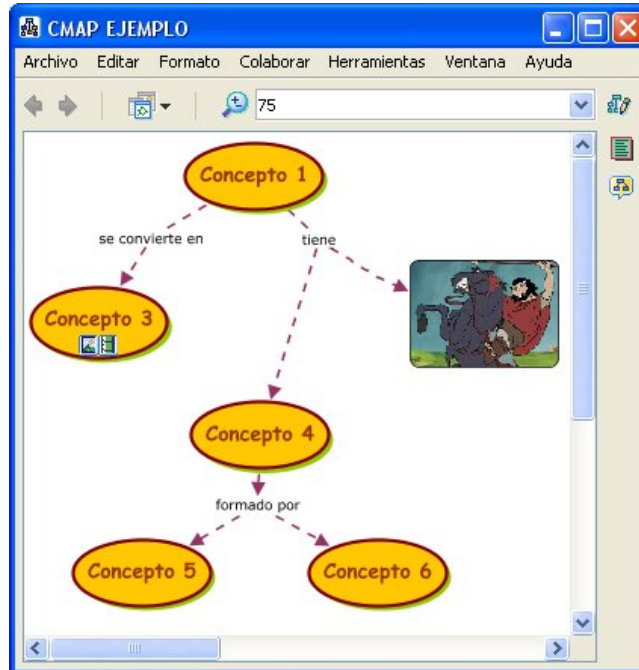 CMAP EJEMPLO
Archivo Editar Formato Colaborar Herramientas Ventana Ayuda
75
Concepto 1
se convierte en
tiene
Concepto 3
Concepto 4
formado por
Concepto 5
Concepto 6